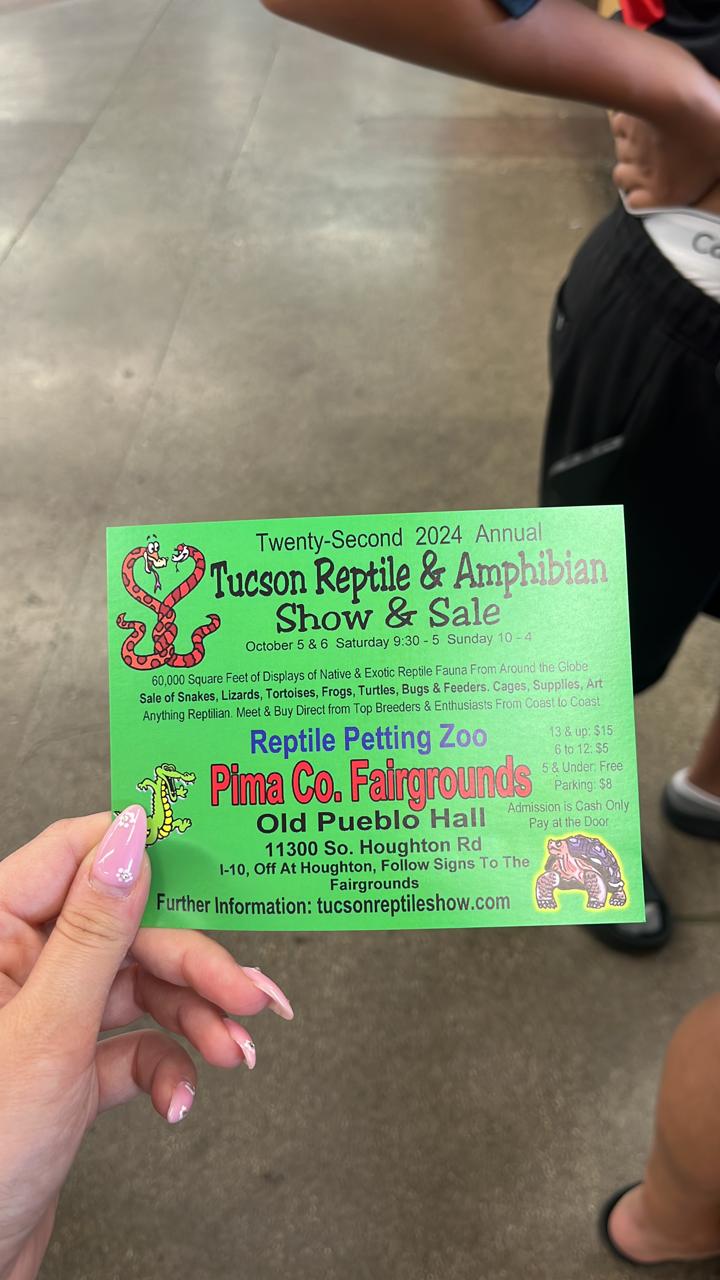 Twenty-Second 2024 Annual
Tucson Reptile & Amphibian
Show & Sale
October 5 & 6 Saturday 9:30 - 5 Sunday 10 - 4
60,000 Square Feet of Displays of Native & Exotic Reptile Fauna From Around the Globe
Sale of Snakes, Lizards, Tortoises, Frogs, Turtles, Bugs & Feeders. Cages, Supplies, Art
Anything Reptilian. Meet & Buy Direct from Top Breeders & Enthusiasts From Coast to Coast
Reptile Petting Zoo
13 & up: $15
6 to 12: $5
5 & Under: Free
Parking: $8
Admission is Cash Only
Pay at the Door
Pima Co. Fairgrounds
Old Pueblo Hall
11300 So. Houghton Rd
I-10, Off At Houghton, Follow Signs To The
Fairgrounds
Further Information: tucsonreptileshow.com